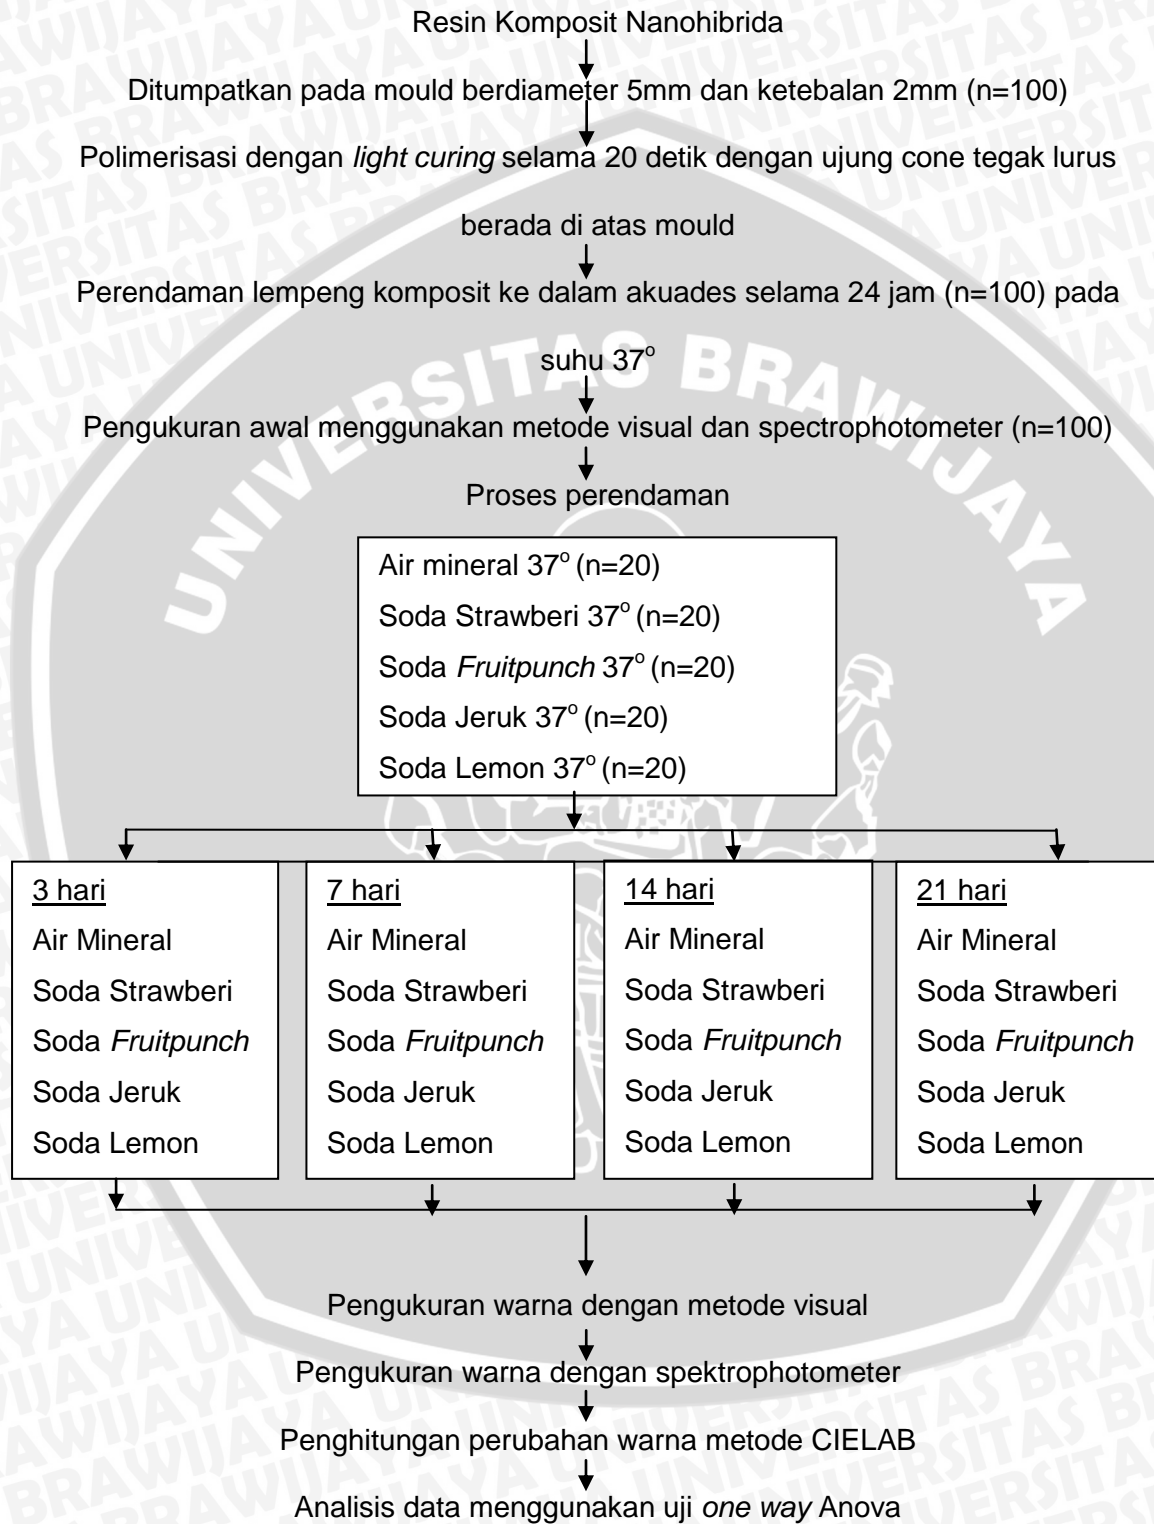 Resin Komposit Nanohibrida
Ditumpatkan pada mould berdiameter 5mm dan ketebalan 2mm (n=100)
Polimerisasi dengan light curing selama 20 detik dengan ujung cone tegak lurus
berada di atas mould
Perendaman lempeng komposit ke dalam akuades selama 24 jam (n=100) pada
suhu 37°
Pengukuran awal menggunakan metode visual dan spectrophotometer (n=100)
Proses perendaman
Air mineral 37° (n=20)
Soda Strawberi 37° (n=20)
Soda Fruitpunch 37° (n=20)
Soda Jeruk 37° (n=20)
Soda Lemon 37° (n=20)
3 hari
Air Mineral
Soda Strawberi
Soda Fruitpunch
Soda Jeruk
Soda Lemon
7 hari
Air Mineral
Soda Strawberi
Soda Fruitpunch
Soda Jeruk
Soda Lemon
14 hari
Air Mineral
Soda Strawberi
Soda Fruitpunch
Soda Jeruk
Soda Lemon
21 hari
Air Mineral
Soda Strawberi
Soda Fruitpunch
Soda Jeruk
Soda Lemon
Pengukuran warna dengan metode visual
Pengukuran warna dengan spektrophotometer
Penghitungan perubahan warna metode CIELAB
Analisis data menggunakan uji one way Anova
UNIVERSITAS BRAWIJAYA